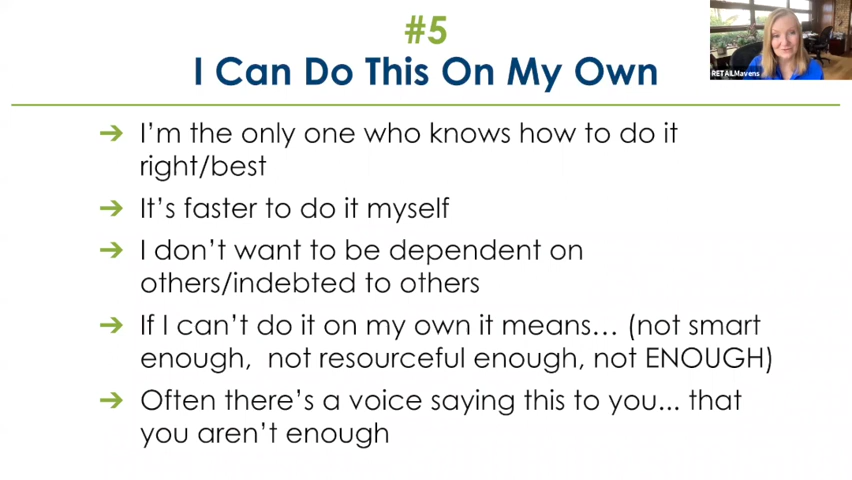 #5
I Can Do This On My Own
RETAILMavens
➔ I'm the only one who knows how to do it
right/best
➔ It's faster to do it myself
➔ I don't want to be dependent on
others/indebted to others
➔ If I can't do it on my own it means… (not smart
enough,  not resourceful enough, not ENOUGH)
➔ Often there's a voice saying this to you... that
you aren't enough